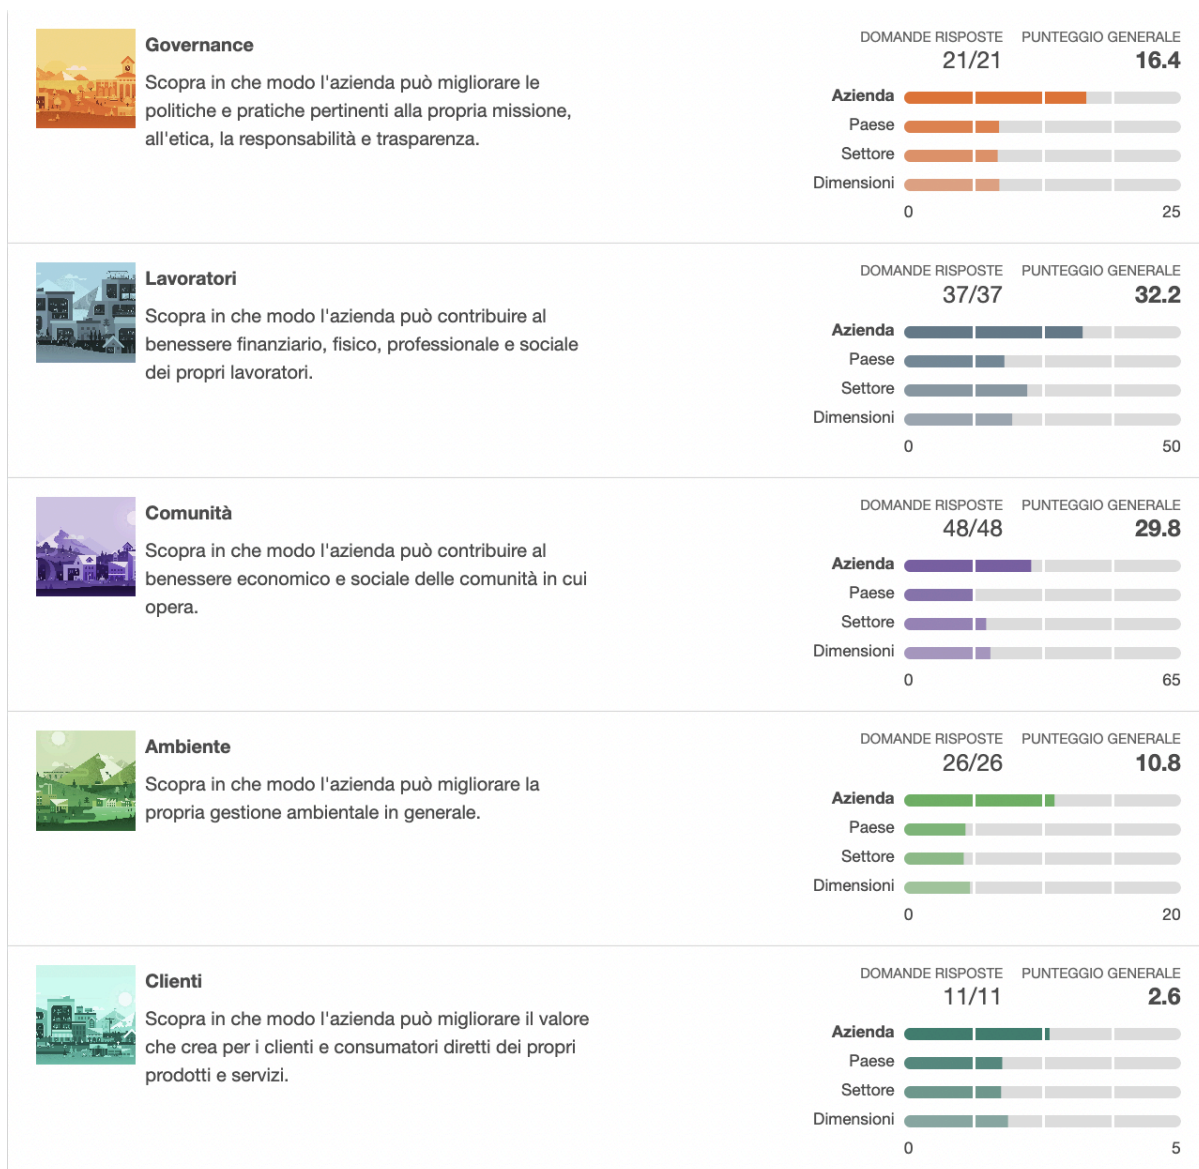 Governance
Scopra in che modo l'azienda può migliorare le
politiche e pratiche pertinenti alla propria missione,
all'etica, la responsabilità e trasparenza.
DOMANDE RISPOSTE PUNTEGGIO GENERALE
21/21 16.4
Azienda
Paese
Settore
Dimensioni
0 25
Lavoratori
Scopra in che modo l'azienda può contribuire al
benessere finanziario, fisico, professionale e sociale
dei propri lavoratori.
DOMANDE RISPOSTE PUNTEGGIO GENERALE
37/37 32.2
Azienda
Paese
Settore
Dimensioni
0 50
Comunità
Scopra in che modo l'azienda può contribuire al
benessere economico e sociale delle comunità in cui
opera.
DOMANDE RISPOSTE PUNTEGGIO GENERALE
48/48 29.8
Azienda
Paese
Settore
Dimensioni
0 65
Ambiente
Scopra in che modo l'azienda può migliorare la
propria gestione ambientale in generale.
DOMANDE RISPOSTE PUNTEGGIO GENERALE
26/26 10.8
Azienda
Paese
Settore
Dimensioni
0 20
Clienti
Scopra in che modo l'azienda può migliorare il valore
che crea per i clienti e consumatori diretti dei propri
prodotti e servizi.
DOMANDE RISPOSTE PUNTEGGIO GENERALE
11/11 2.6
Azienda
Paese
Settore
Dimensioni
0 5